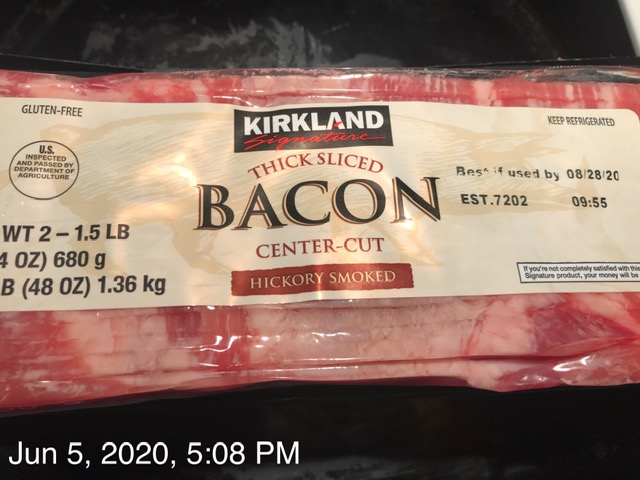 GLUTEN-FREE
U.S.
INSPECTED
AND PASSED BY
DEPARTMENT OF
AGRICULTURE
WT 2 – 1.5 LB
4 OZ) 680 g
B (48 OZ) 1.36 kg
KIRKLAND
Signature
THICK SLICED
BACON
CENTER-CUT
HICKORY SMOKED
KEEP REFRIGERATED
Best if used by 08/28/20
EST.7202 09:55
If you're not completely satisfied with this
Signature product, your money will be
Jun 5, 2020, 5:08 PM